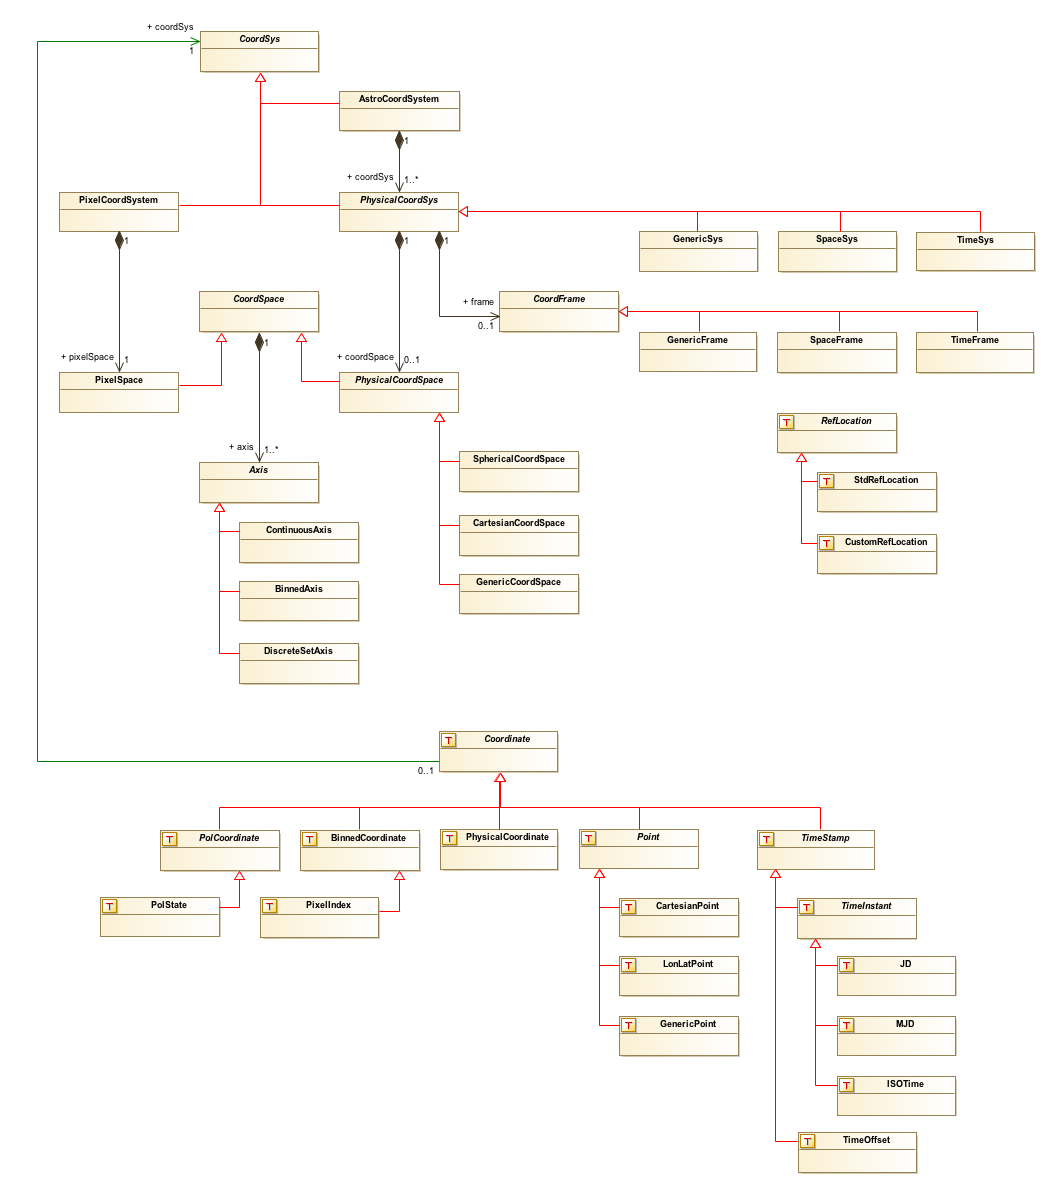 + coordSys
1
CoordSys
AstroCoordSystem
1
+ coordSys
1..*
PixelCoordSystem
PhysicalCoordSys
1
1
1
GenericSys
SpaceSys
TimeSys
CoordSpace
CoordFrame
+ frame
0..1
1
GenericFrame
SpaceFrame
TimeFrame
+ pixelSpace
1
+ coordSpace
0..1
PixelSpace
PhysicalCoordSpace
T RefLocation
+ axis
1..*
Axis
SphericalCoordSpace
T StdRefLocation
ContinuousAxis
CartesianCoordSpace
T CustomRefLocation
BinnedAxis
GenericCoordSpace
DiscreteSetAxis
T Coordinate
0..1
T PolCoordinate
T BinnedCoordinate
T PhysicalCoordinate
T Point
T TimeStamp
T PolState
T PixelIndex
T CartesianPoint
T TimeInstant
T LonLatPoint
T JD
T GenericPoint
T MJD
T ISOTime
T TimeOffset